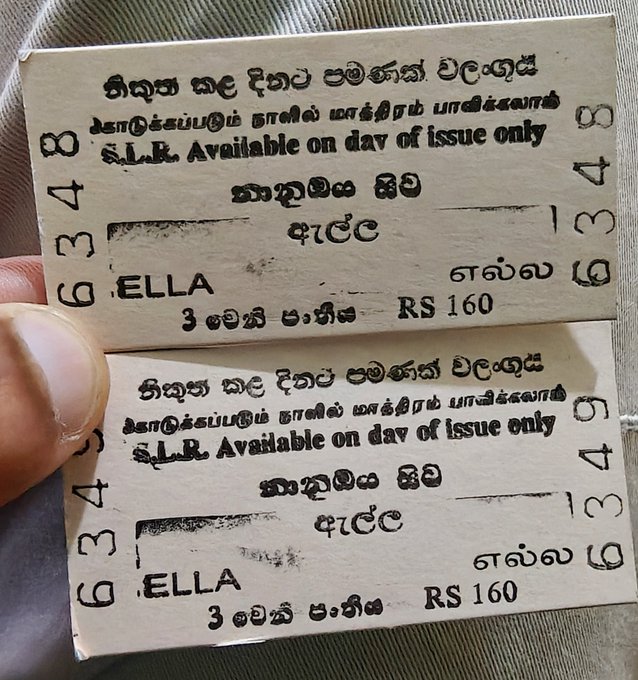 නිකුත කළ දිනට පමණක් වලංගුයි
கொடுக்கப்படும் நாளில் மாத்திரம் பாவிக்கலாம்
S.L.R. Available on day of issue only
නානුඔය සිට
ඇල්ල
ELLA எல்ல
3 වෙනි පංතිය RS 160
6348
6348
නිකුත කළ දිනට පමණක් වලංගුයි
கொடுக்கப்படும் நாளில் மாத்திரம் பாவிக்கலாம்
S.L.R. Available on day of issue only
නානුඔය සිට
ඇල්ල
ELLA எல்ல
3 වෙනි පංතිය RS 160
6349
6349